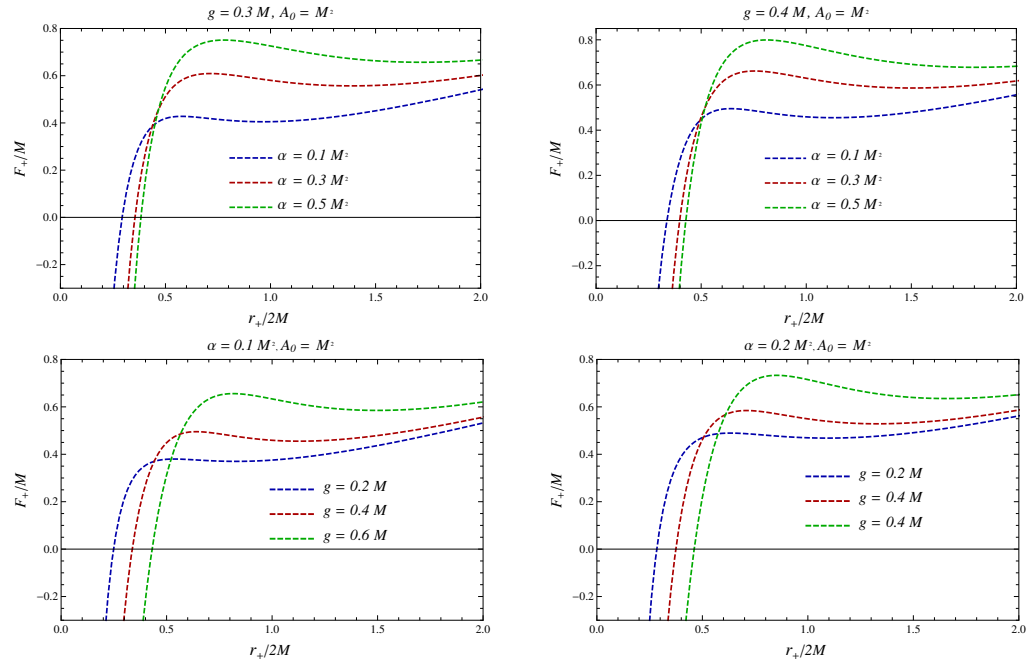 g = 0.3 M, A₀ = M²
0.8
0.6
0.4
0.2
0.0
−0.2
F₊/M
α = 0.1 M²
α = 0.3 M²
α = 0.5 M²
0.0 0.5 1.0 1.5 2.0
r₊/2M
g = 0.4 M, A₀ = M²
0.8
0.6
0.4
0.2
0.0
−0.2
F₊/M
α = 0.1 M²
α = 0.3 M²
α = 0.5 M²
0.0 0.5 1.0 1.5 2.0
r₊/2M
α = 0.1 M², A₀ = M²
0.8
0.6
0.4
0.2
0.0
−0.2
F₊/M
g = 0.2 M
g = 0.4 M
g = 0.6 M
0.0 0.5 1.0 1.5 2.0
r₊/2M
α = 0.2 M², A₀ = M²
0.8
0.6
0.4
0.2
0.0
−0.2
F₊/M
g = 0.2 M
g = 0.4 M
g = 0.4 M
0.0 0.5 1.0 1.5 2.0
r₊/2M